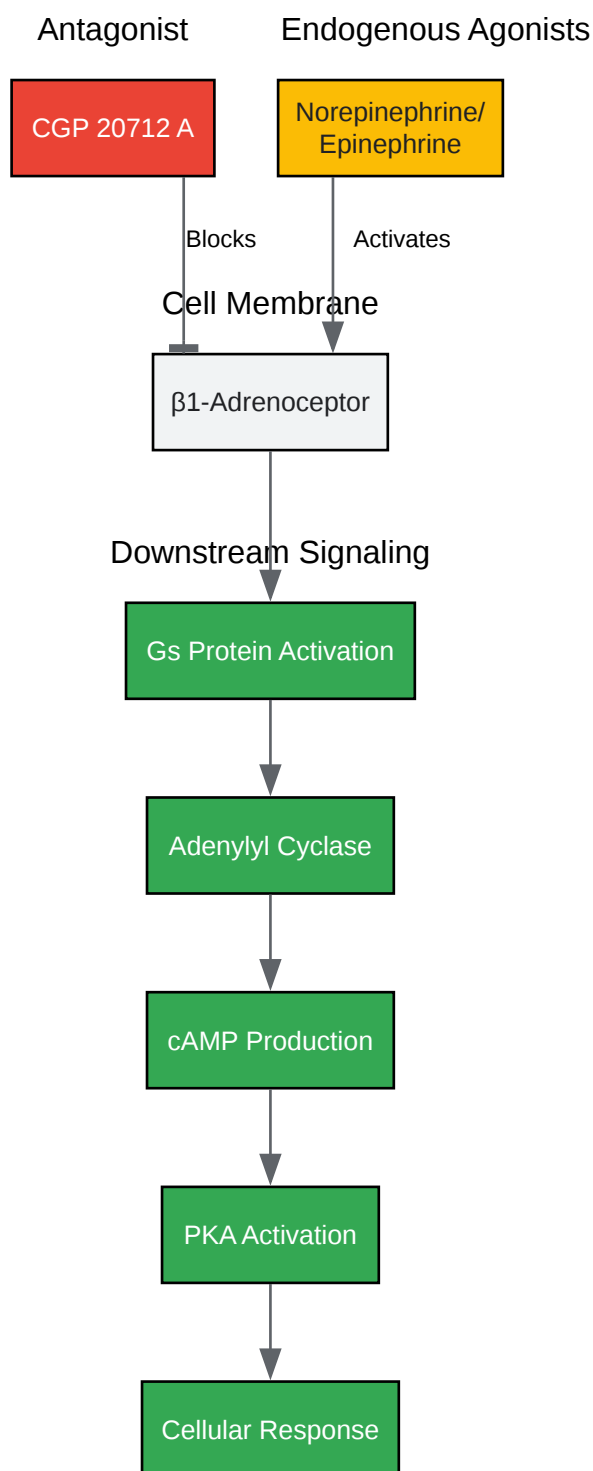 Antagonist
Endogenous Agonists
CGP 20712 A
Norepinephrine/
Epinephrine
Blocks
Activates
Cell Membrane
β1-Adrenoceptor
Downstream Signaling
Gs Protein Activation
Adenylyl Cyclase
cAMP Production
PKA Activation
Cellular Response